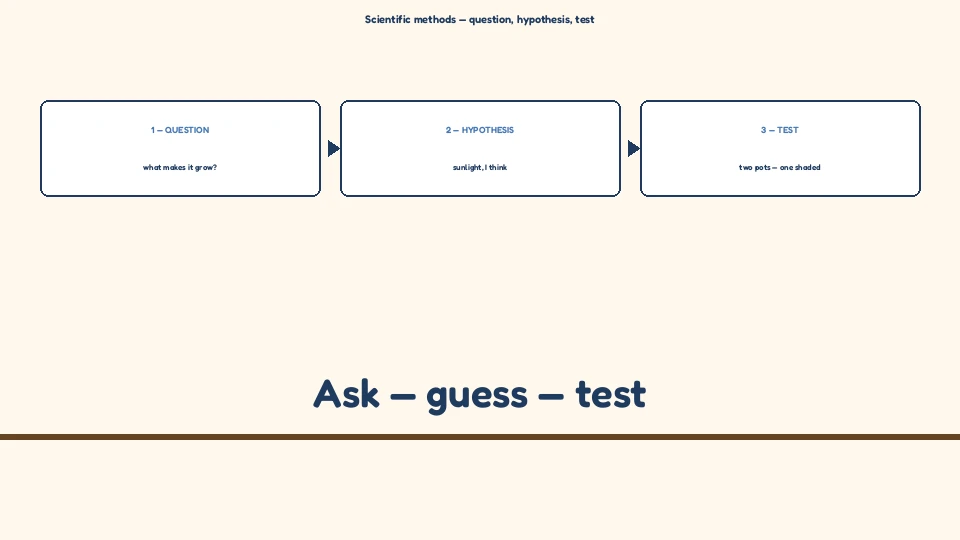 Scientific methods — question, hypothesis, test
1 — QUESTION
what makes it grow?
2 — HYPOTHESIS
sunlight, I think
3 — TEST
two pots — one shaded
Ask — guess — test